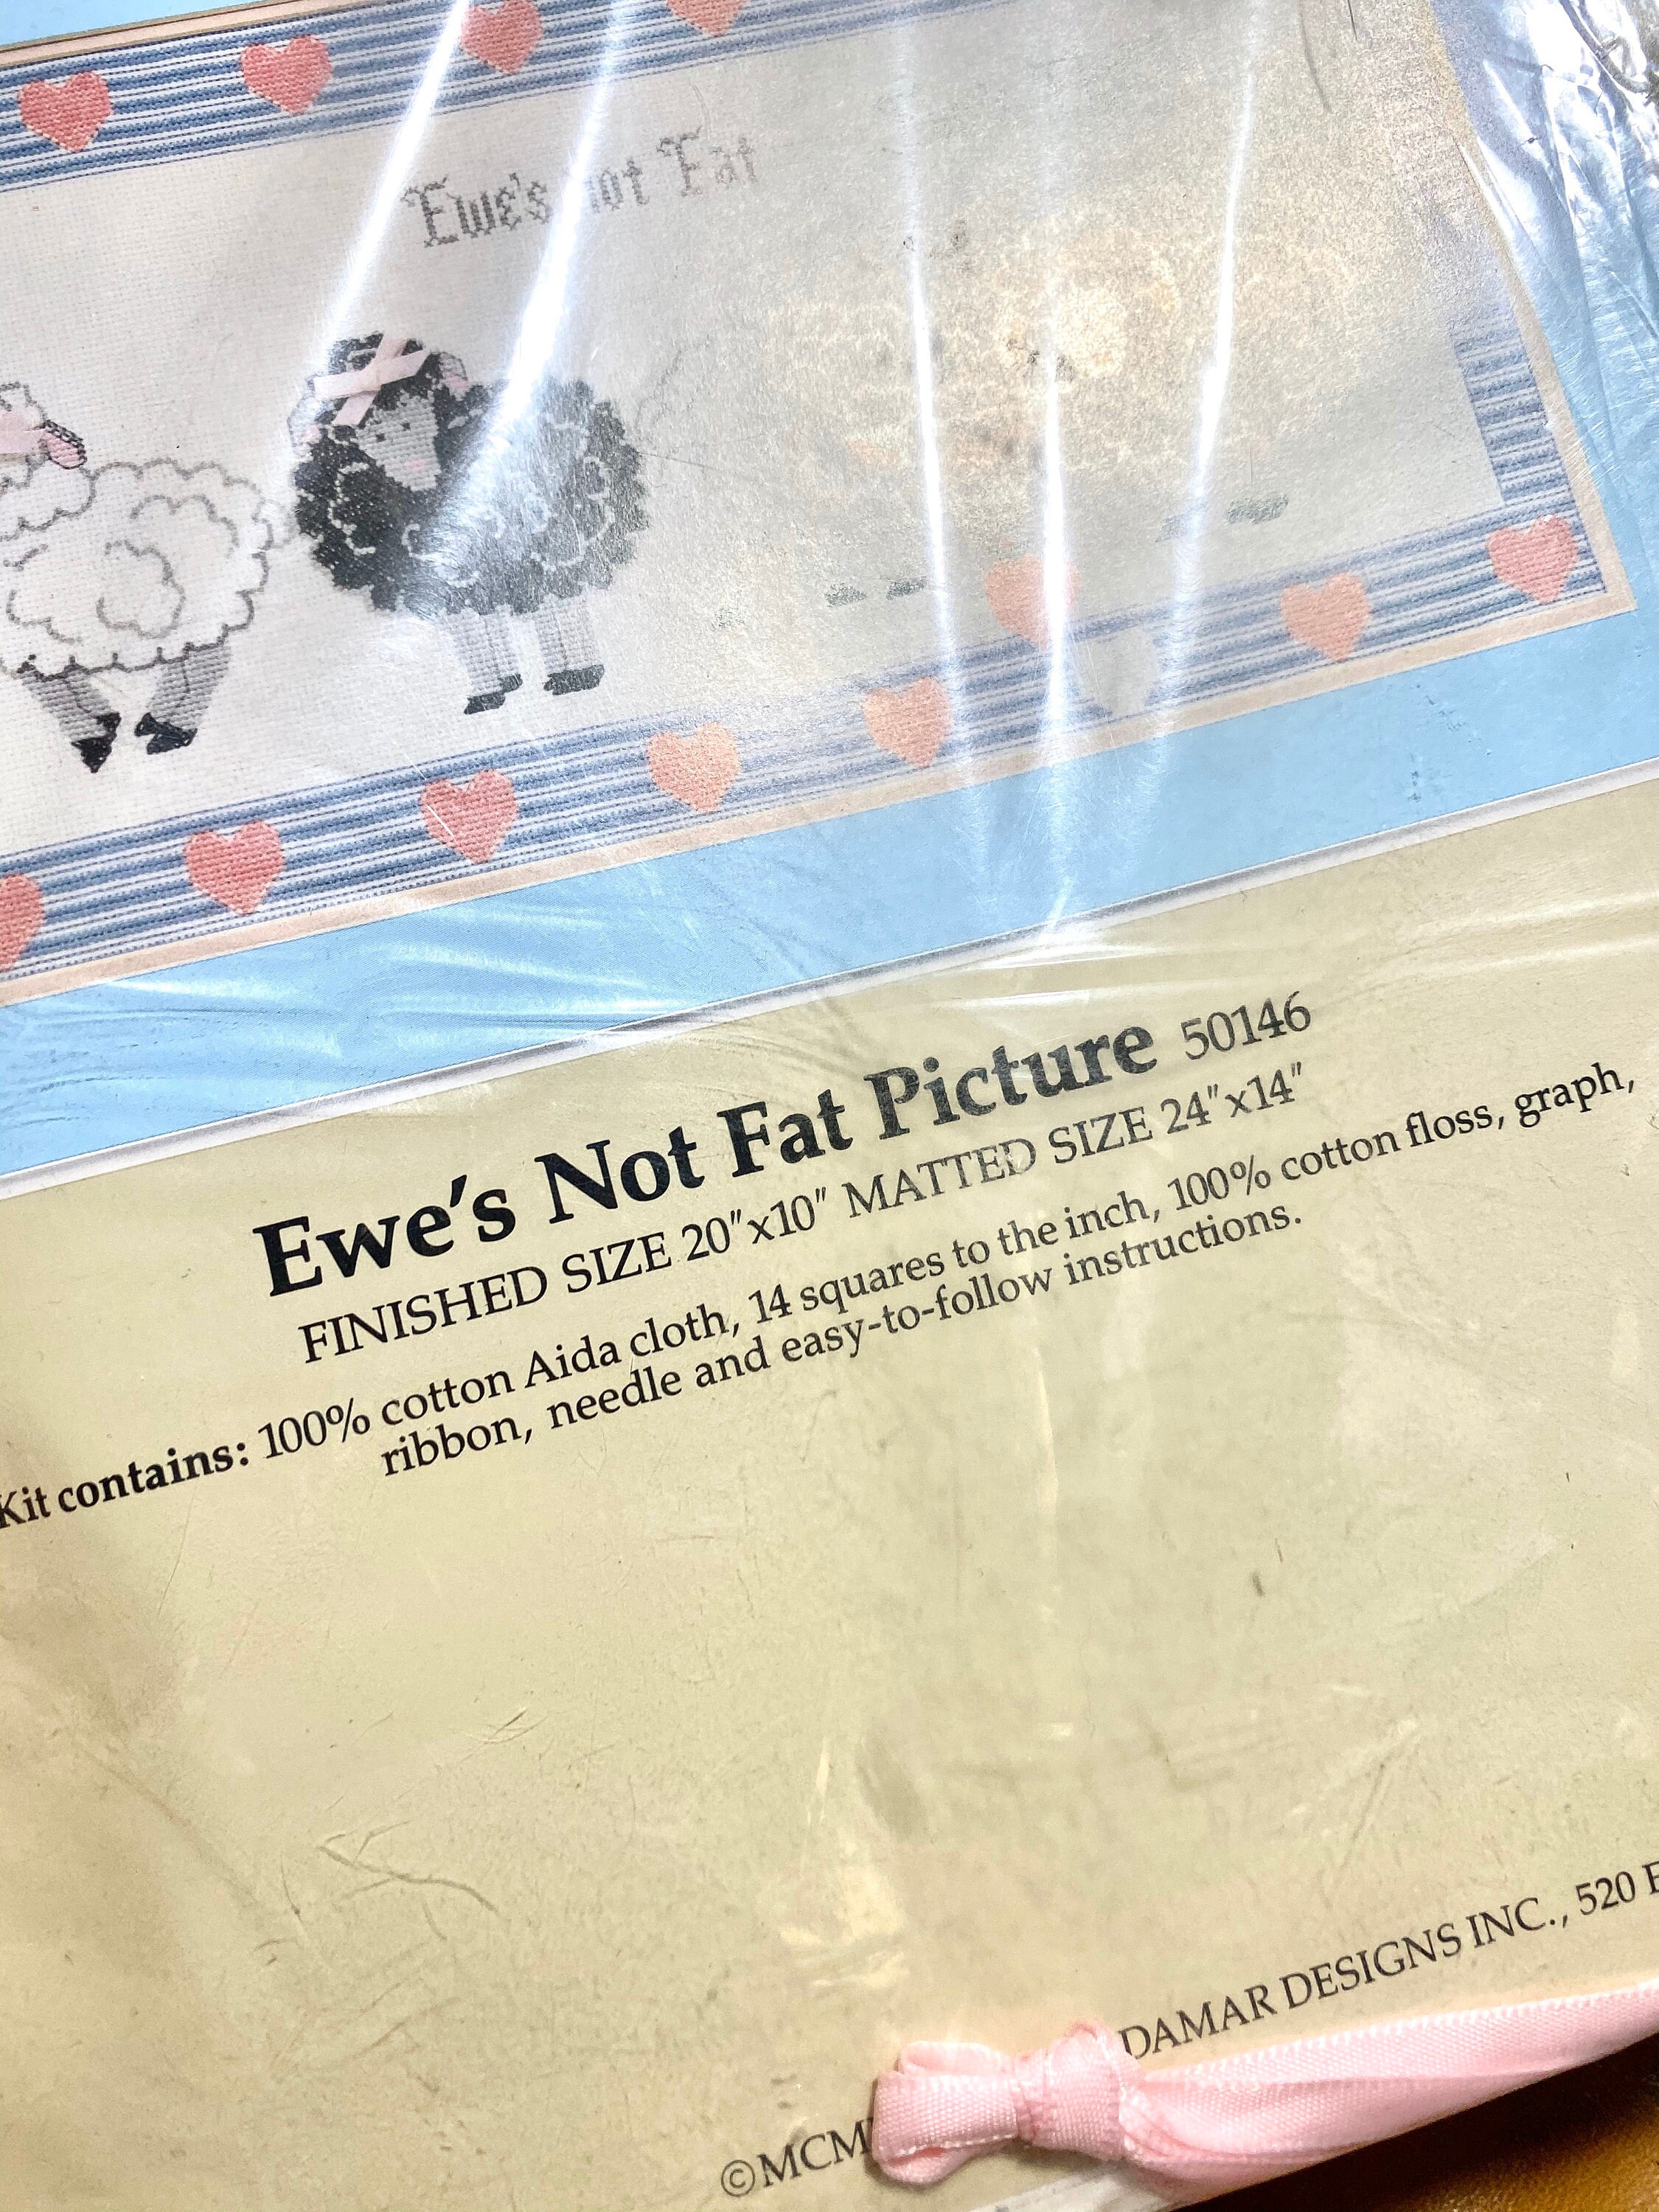 Ewe's not Fat
Ewe's Not Fat Picture 50146
FINISHED SIZE 20"x10" MATTED SIZE 24"x14"
Kit contains: 100% cotton Aida cloth, 14 squares to the inch, 100% cotton floss, graph,
ribbon, needle and easy-to-follow instructions.
©MCM DAMAR DESIGNS INC., 520 E